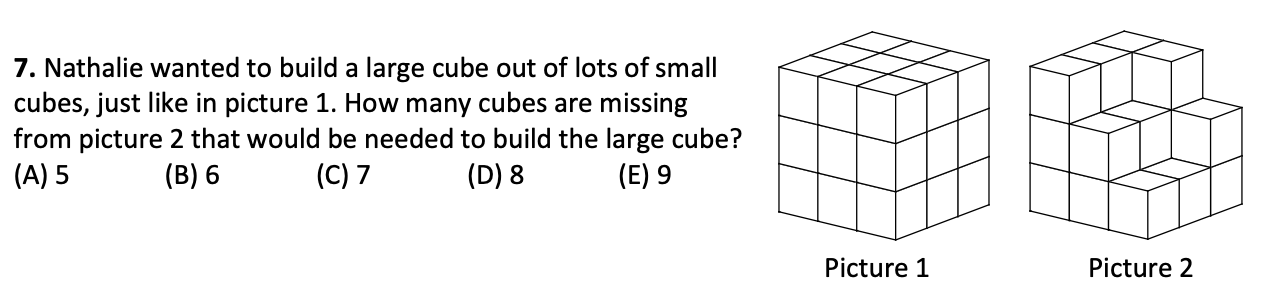 7. Nathalie wanted to build a large cube out of lots of small
cubes, just like in picture 1. How many cubes are missing
from picture 2 that would be needed to build the large cube?
(A) 5 (B) 6 (C) 7 (D) 8 (E) 9
Picture 1 Picture 2